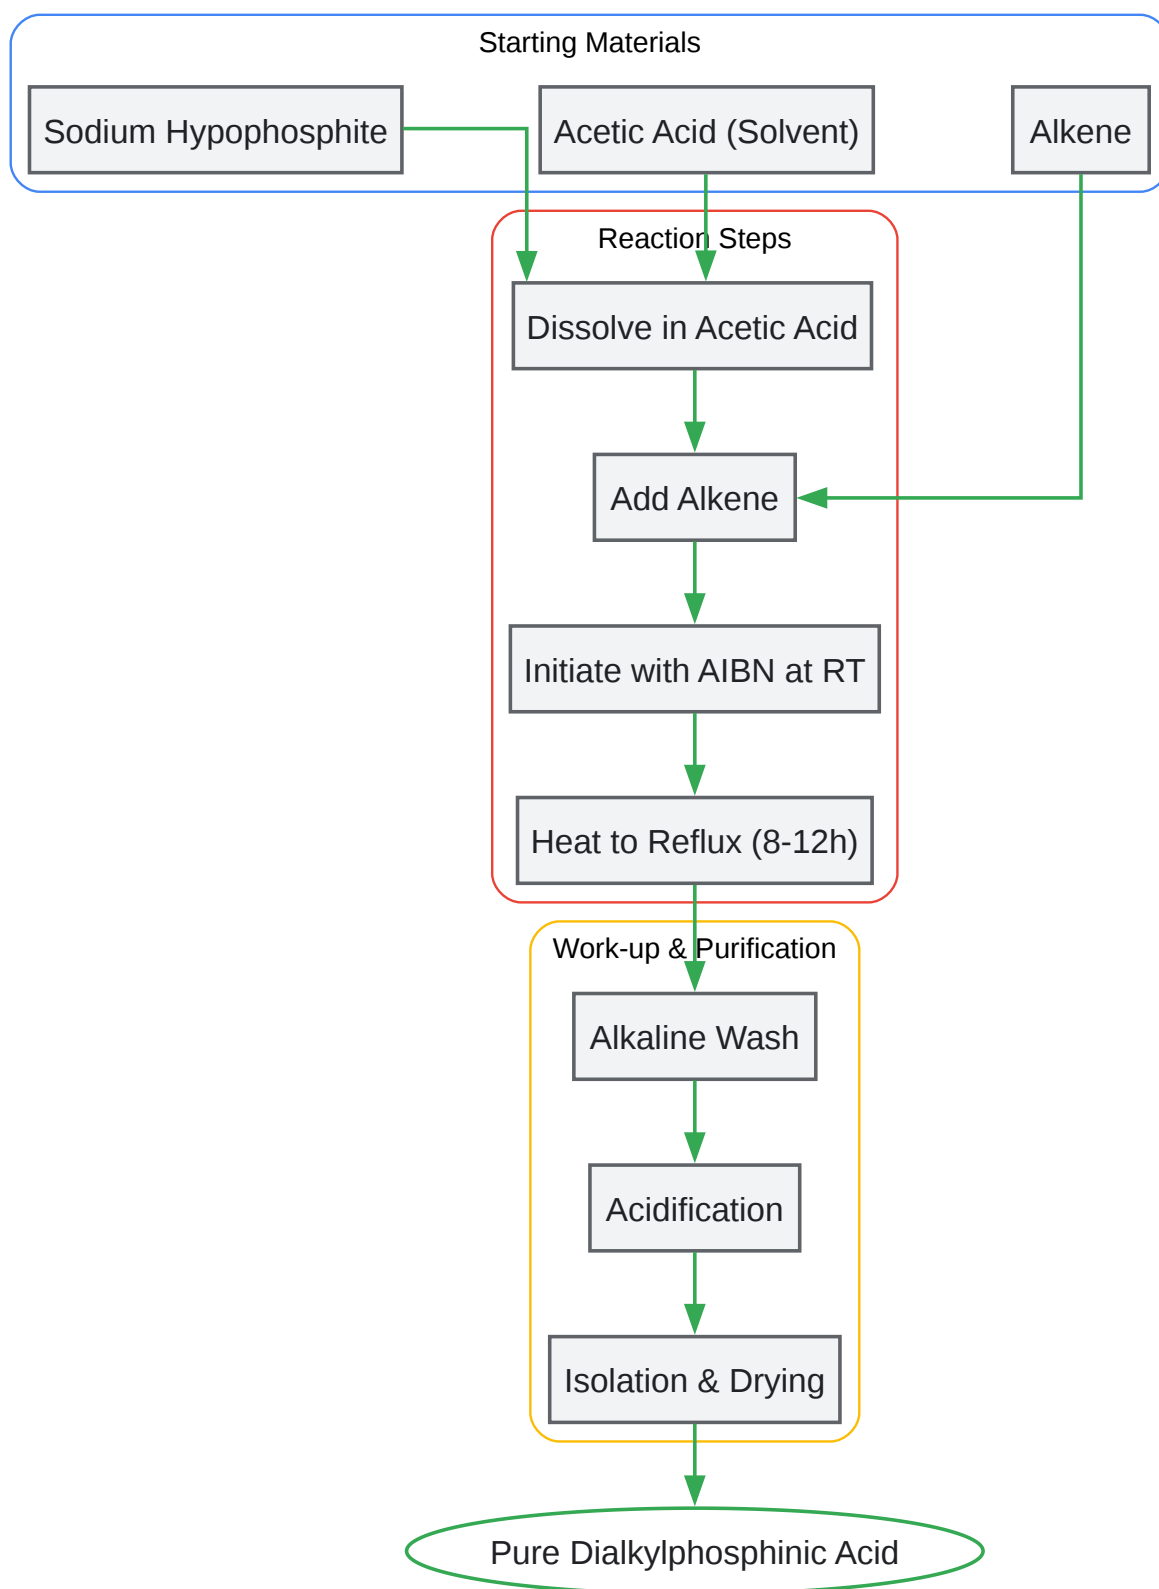 Starting Materials
Sodium Hypophosphite
Acetic Acid (Solvent)
Alkene
Reaction Steps
Dissolve in Acetic Acid
Add Alkene
Initiate with AIBN at RT
Heat to Reflux (8-12h)
Work-up & Purification
Alkaline Wash
Acidification
Isolation & Drying
Pure Dialkylphosphinic Acid